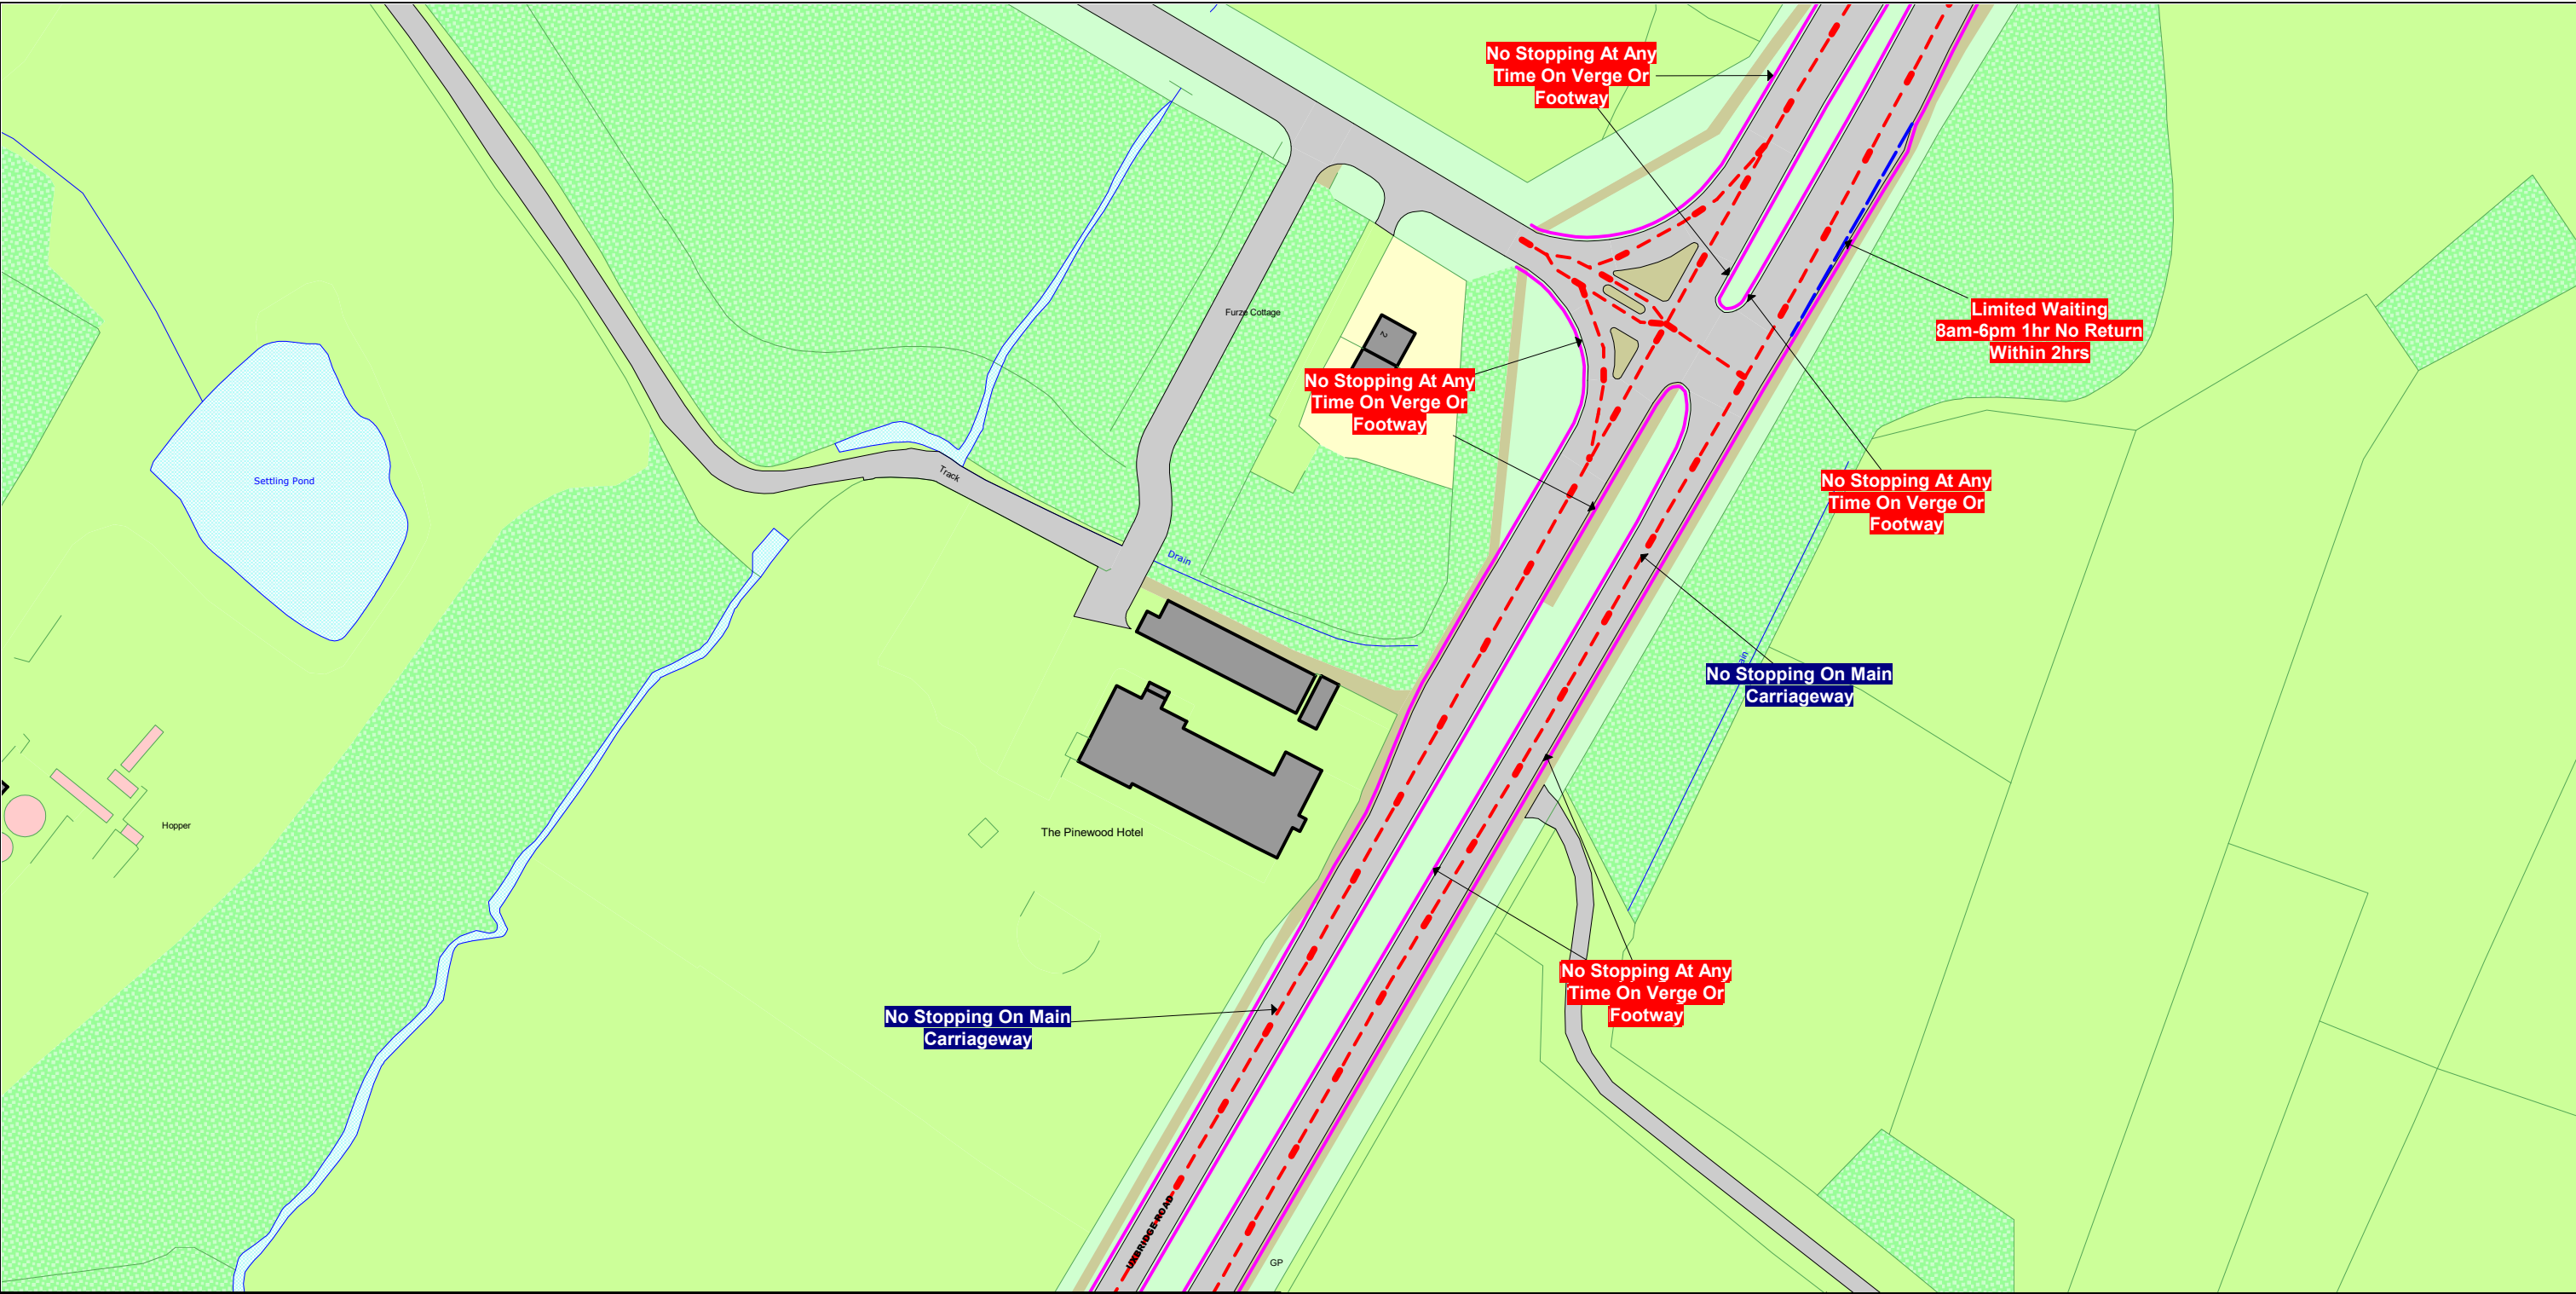 No Stopping At Any
Time On Verge Or
Footway
Furze Cottage
Limited Waiting
8am-6pm 1hr No Return
Within 2hrs
2
No Stopping At Any
Time On Verge Or
Footway
Settling Pond
Track
No Stopping At Any
Time On Verge Or
Footway
Drain
No Stopping On Main
Carriageway
Hopper
The Pinewood Hotel
No Stopping At Any
Time On Verge Or
Footway
No Stopping On Main
Carriageway
UXBRIDGE ROAD
GP